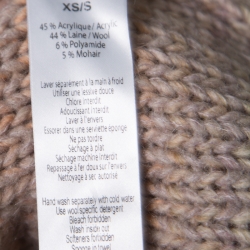 XS/S
45 % Acrylique / Acrylic
44 % Laine / Wool
6 % Polyamide
5 % Mohair
Laver séparément à la main à froid
Utiliser une lessive douce
Chlore interdit
Adoucissant interdit
Laver à l'envers
Essorer dans une serviette éponge
Ne pas tordre
Séchage à plat
Séchage machine interdit
Repassage à fer doux sur l'envers
Nettoyage à sec autorisé
Hand wash separately with cold water
Use wool specific detergent
Bleach forbidden
Wash inside out
Softeners forbidden